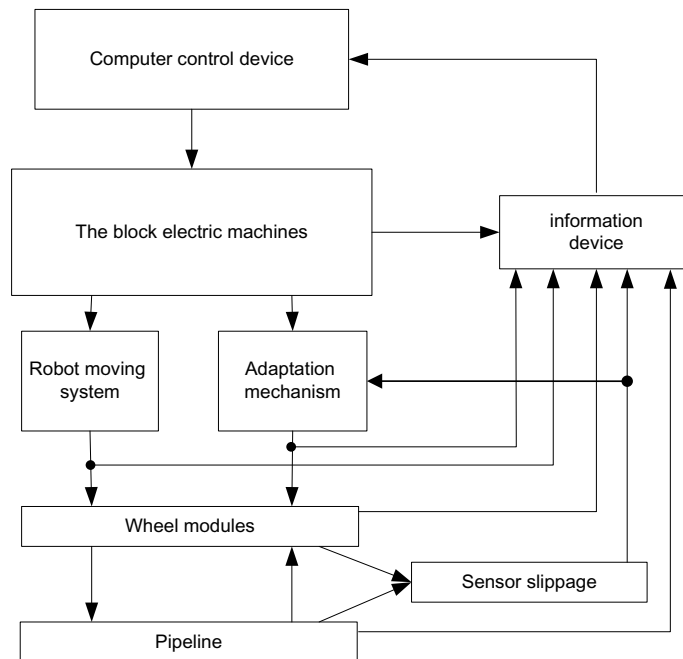 Computer control device
The block electric machines
information
device
Robot moving
system
Adaptation
mechanism
Wheel modules
Sensor slippage
Pipeline